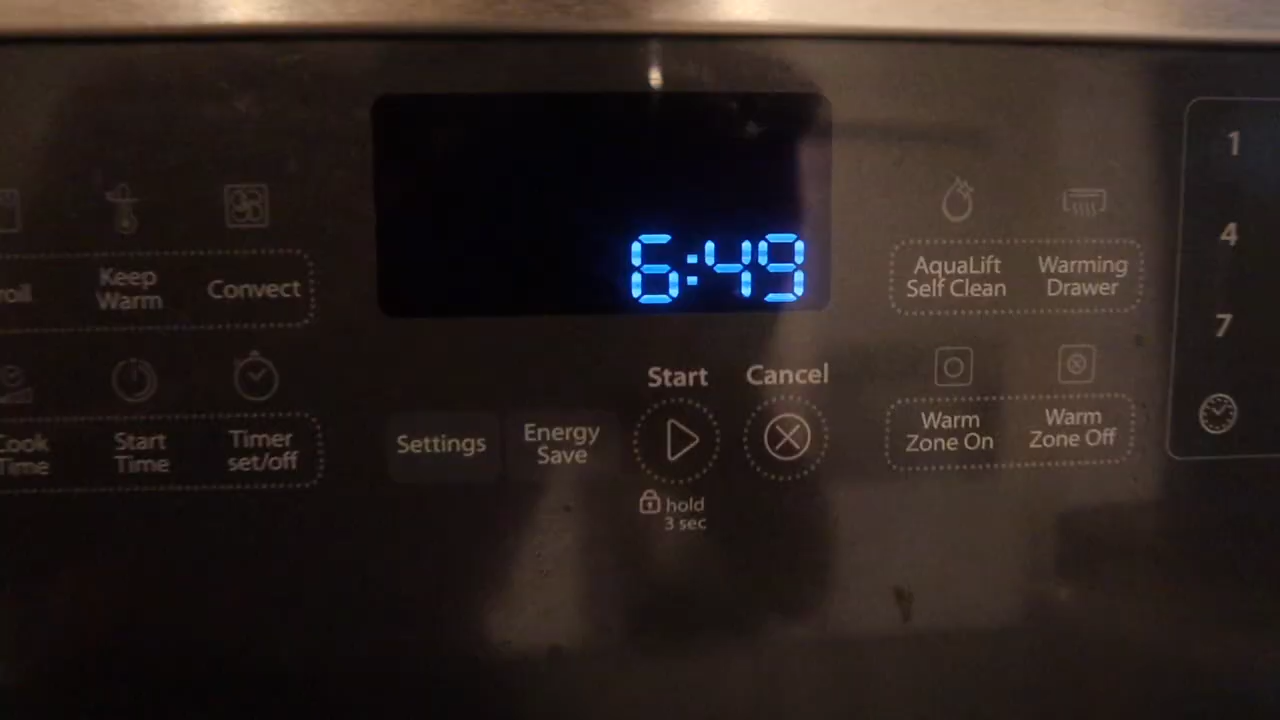 6:49
Keep
Warm
Convect
AquaLift
Self Clean
Warming
Drawer
1
4
7
Start
Cancel
Start
Time
Timer
set/off
Settings
Energy
Save
Warm
Zone On
Warm
Zone Off
Cook
Time
hold
3 sec